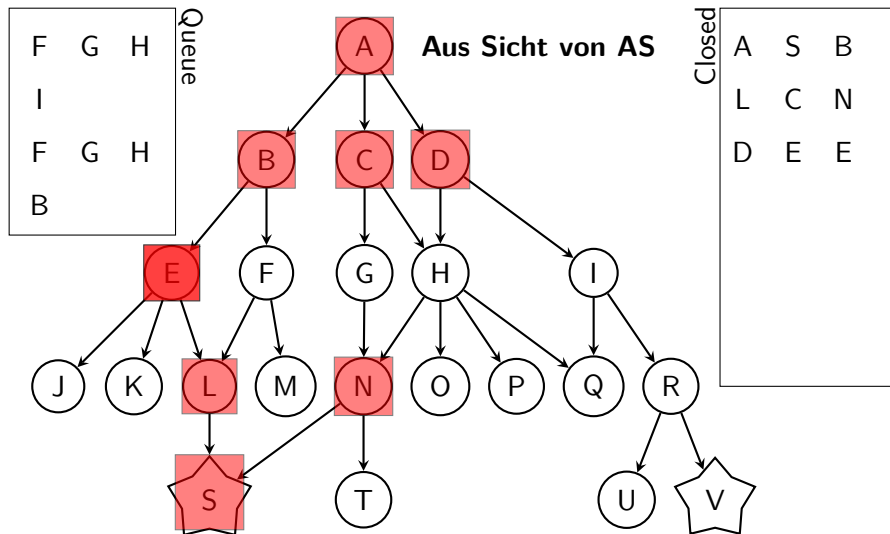 Queue
F G H
I
F G H
B
Aus Sicht von AS
Closed
A S B
L C N
D E E
A
B C D
E F G H I
J K L M N O P Q R
S T U V